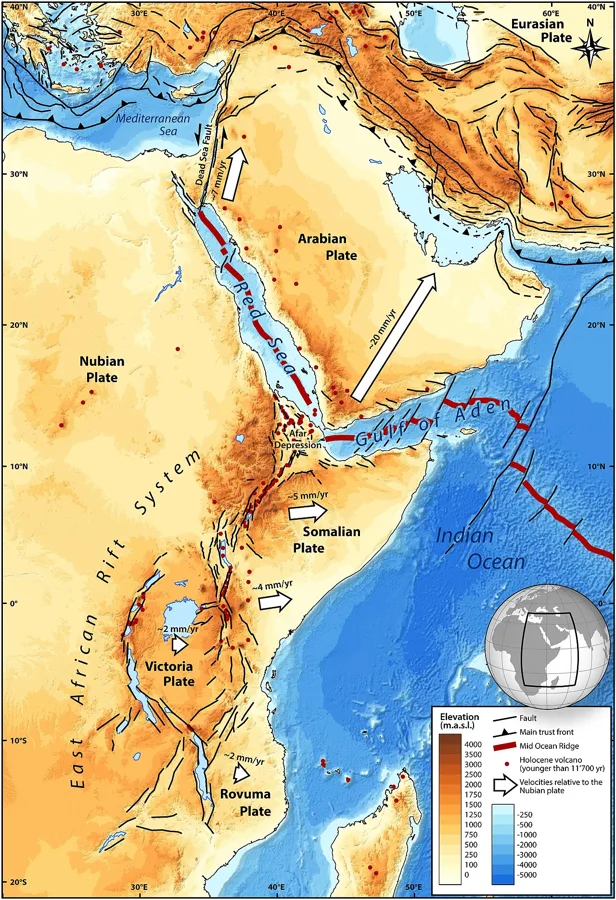 40°N
30°E
50°E
40°N
Eurasian
Plate
N
Mediterranean
Sea
Dead Sea Fault
~7 mm/yr
30°N
30°N
Arabian
Plate
Red Sea
~20 mm/yr
20°N
20°N
Nubian
Plate
Gulf of Aden
Afar
Depression
10°N
10°N
East African Rift System
~5 mm/yr
Somalian
Plate
Indian
Ocean
~4 mm/yr
0°
0°
~2 mm/yr
Victoria
Plate
~2 mm/yr
Rovuma
Plate
10°S
20°S
30°E
40°E
50°E
Elevation
(m.a.s.l.)
4000
3500
3000
2500
2000
1750
1500
1250
1000
750
500
250
100
0
Fault
Main trust front
Mid Ocean Ridge
Holocene volcano
(younger than 11'700 yr)
Velocities relative to the
Nubian plate
-250
-500
-1000
-2000
-3000
-4000
-5000